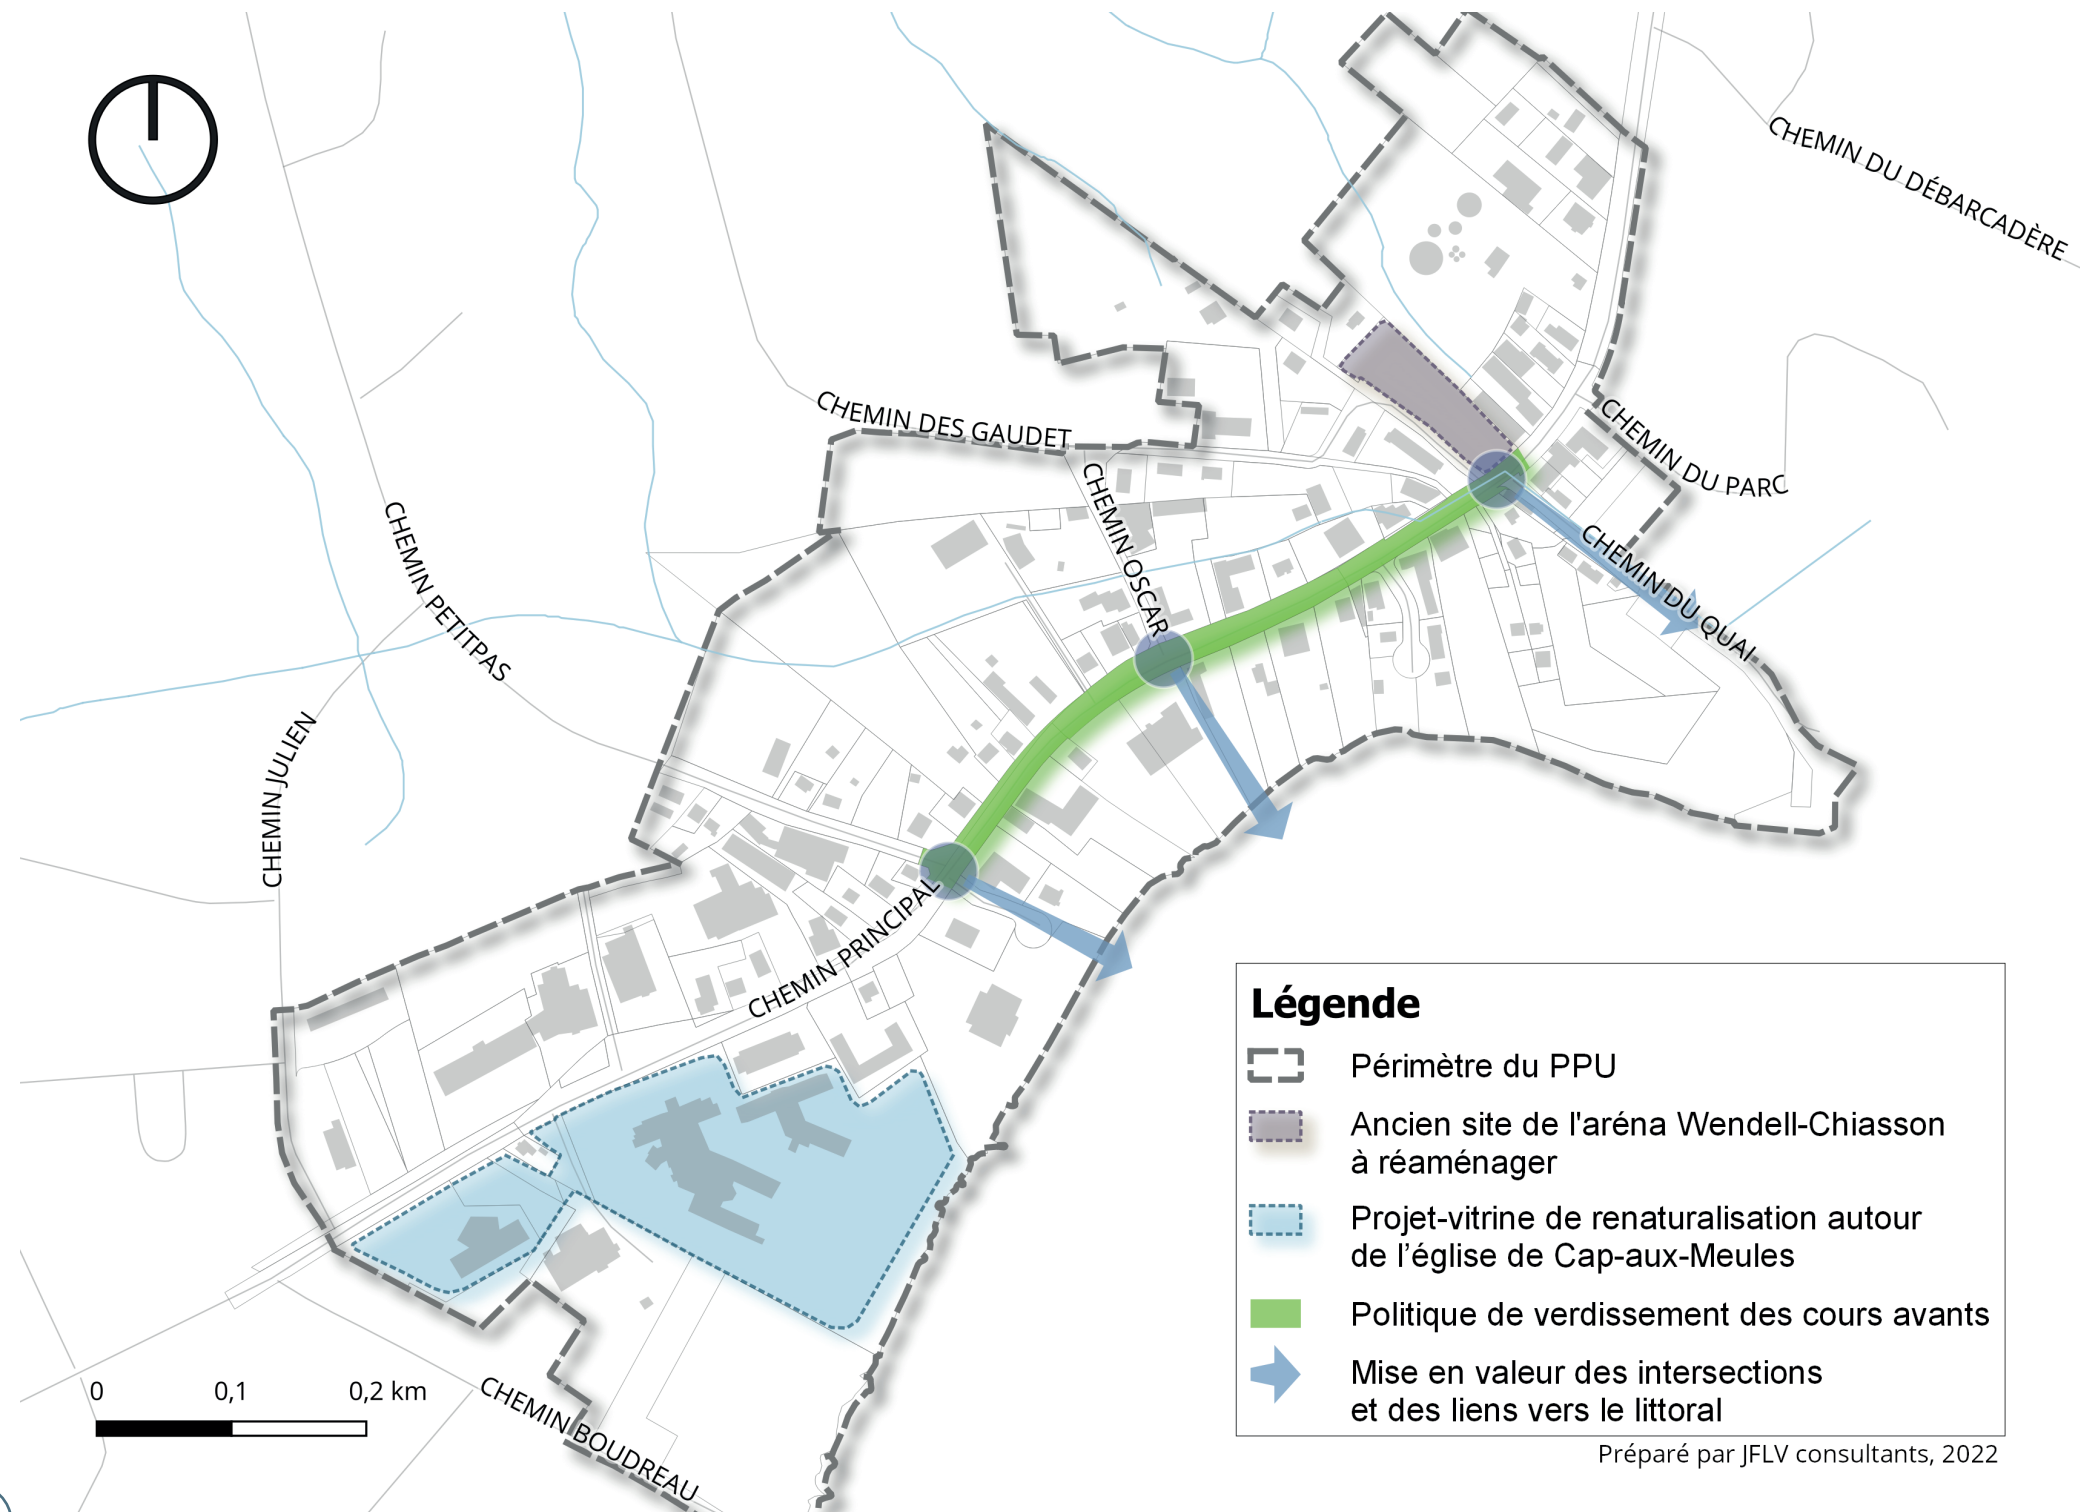 CHEMIN DU DÉBARCADÈRE
CHEMIN DES GAUDET
CHEMIN DU PARC
CHEMIN OSCAR
CHEMIN PETITPAS
CHEMIN DU QUAI
CHEMIN JULIEN
CHEMIN PRINCIPAL
Légende
Périmètre du PPU
Ancien site de l'aréna Wendell-Chiasson
à réaménager
Projet-vitrine de renaturalisation autour
de l’église de Cap-aux-Meules
Politique de verdissement des cours avants
Mise en valeur des intersections
et des liens vers le littoral
0 0,1 0,2 km
CHEMIN BOUDREAU
Préparé par JFLV consultants, 2022